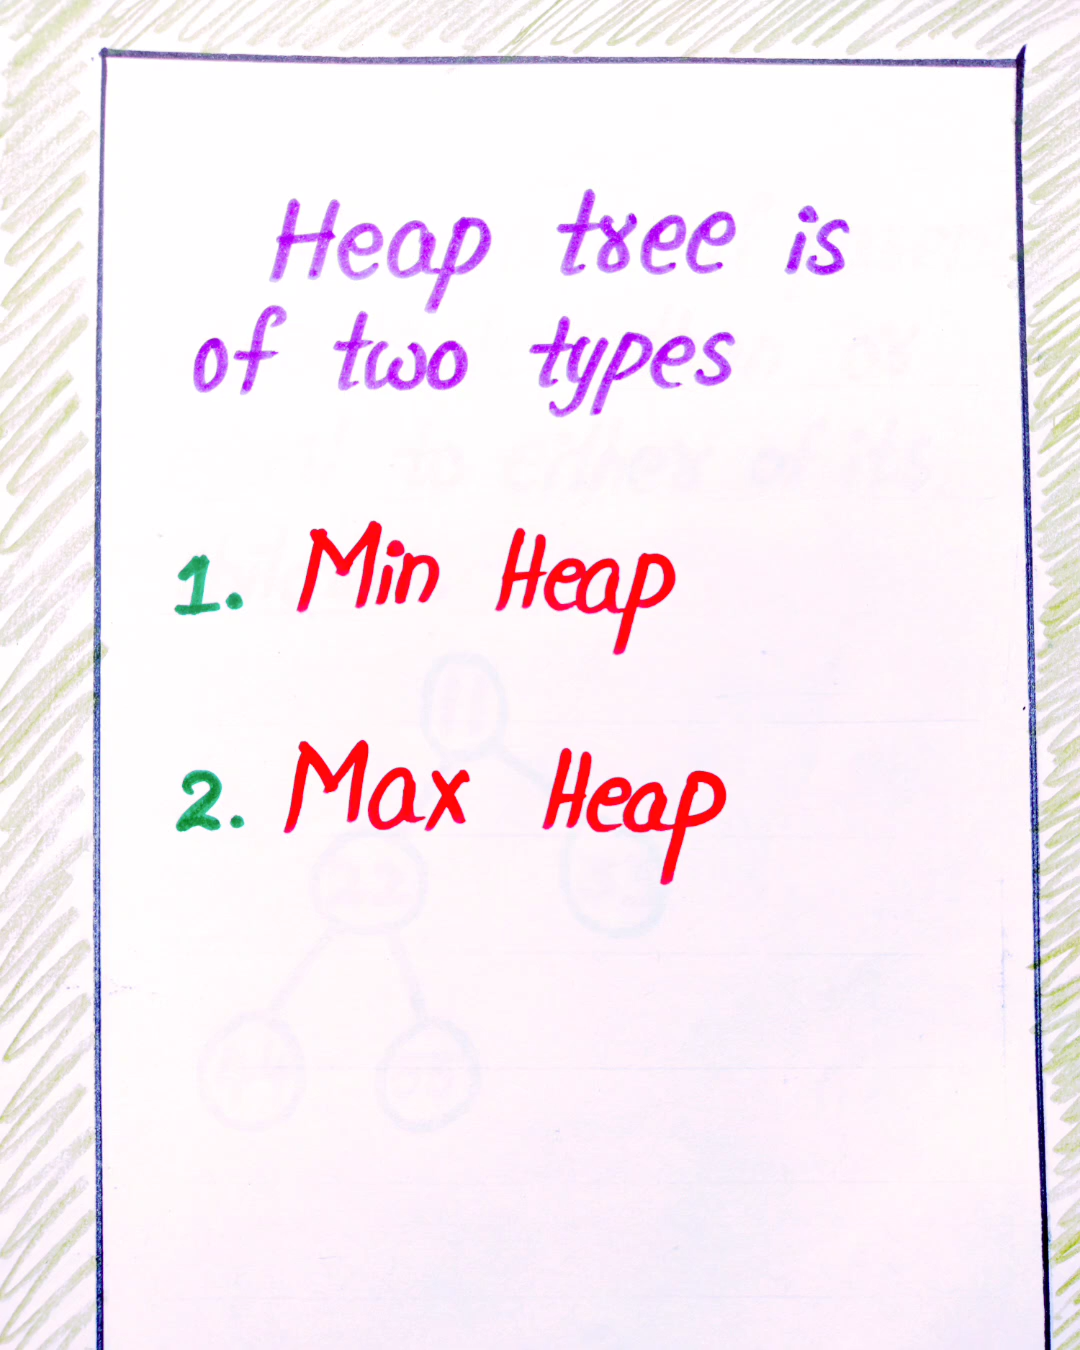 Heap tree is
of two types
1. Min Heap
2. Max Heap